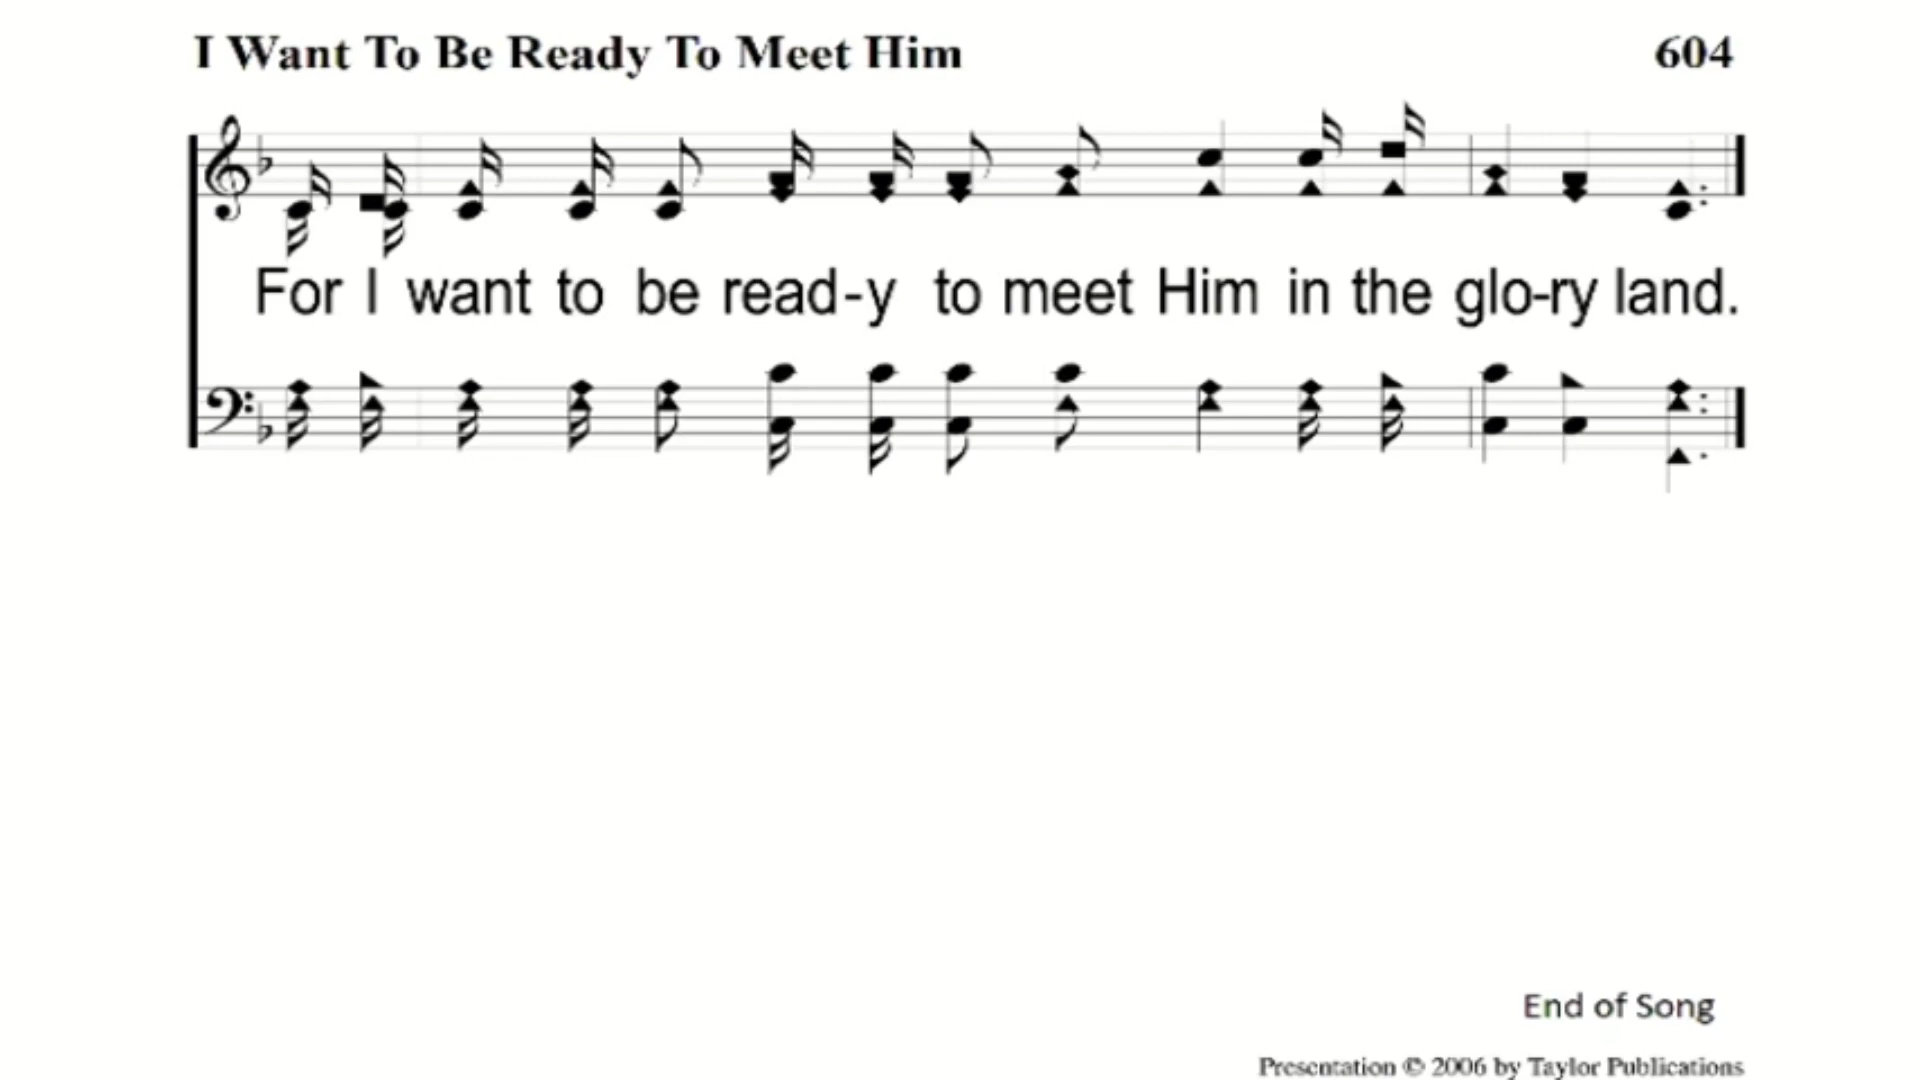 I Want To Be Ready To Meet Him 604
For I want to be read-y to meet Him in the glo-ry land.
End of Song
Presentation © 2006 by Taylor Publications